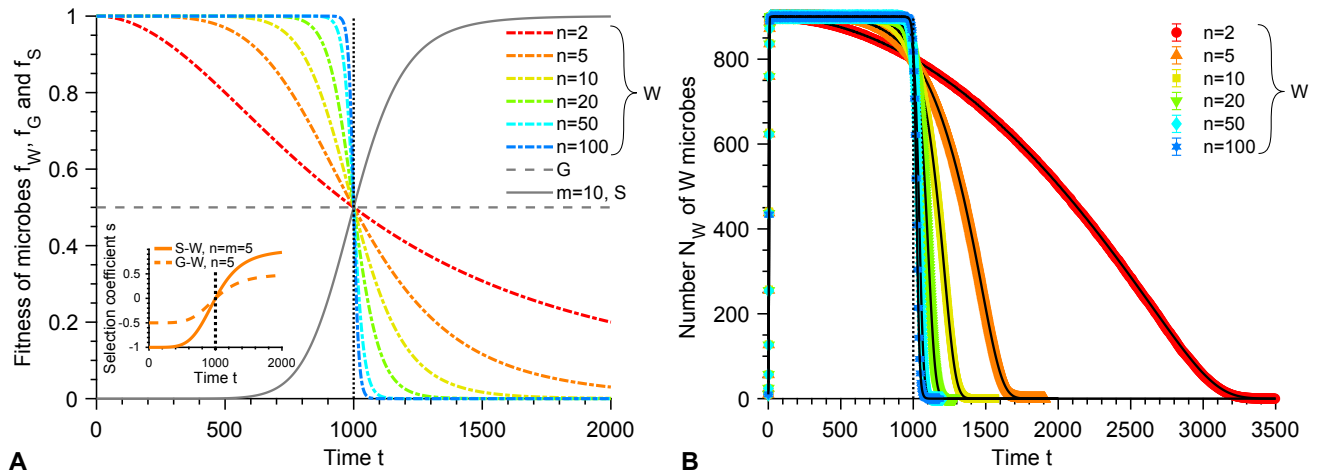 1
0.8
0.6
0.4
0.2
0
Fitness of microbes f_W, f_G and f_S
n=2
n=5
n=10
n=20
n=50
n=100
W
G
m=10, S
Selection coefficient s
0.5
0
-0.5
-1
S-W, n=m=5
G-W, n=5
0 1000 2000
Time t
0 500 1000 1500 2000
Time t
A
Number N_W of W microbes
800
600
400
200
0
n=2
n=5
n=10
n=20
n=50
n=100
W
0 500 1000 1500 2000 2500 3000 3500
Time t
B